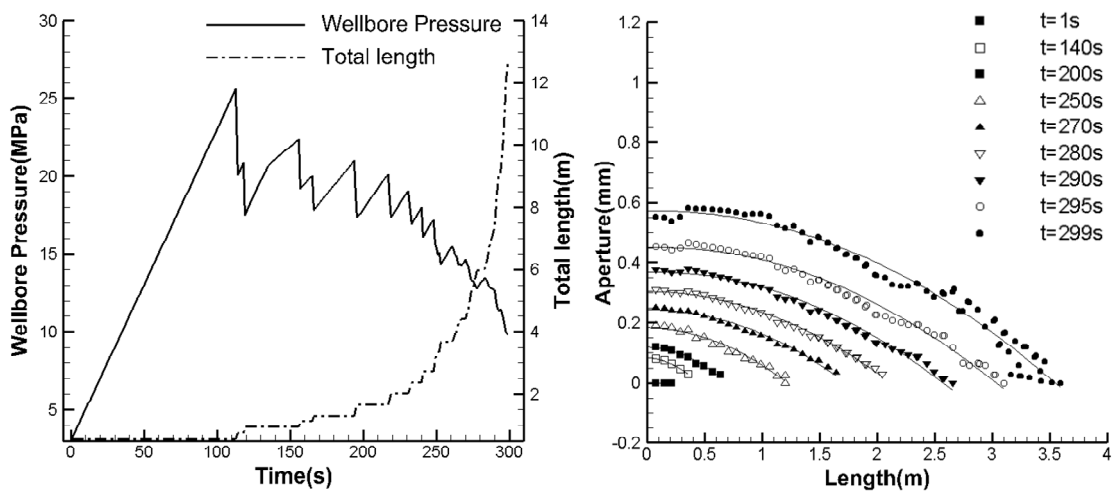 30
25
20
15
10
5
Wellbore Pressure(MPa)
Wellbore Pressure
Total length
14
12
10
8
6
4
2
Total length(m)
0 50 100 150 200 250 300
Time(s)
1.2
1
0.8
0.6
0.4
0.2
0
-0.2
Aperture(mm)
t=1s
t=140s
t=200s
t=250s
t=270s
t=280s
t=290s
t=295s
t=299s
0 0.5 1 1.5 2 2.5 3 3.5 4
Length(m)